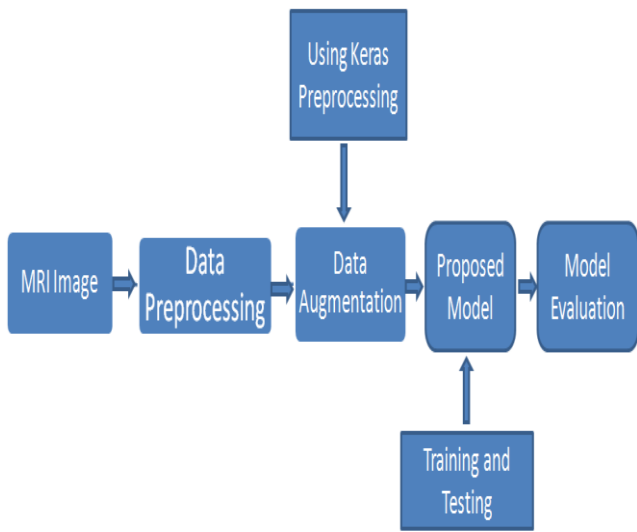 Using Keras
Preprocessing
MRI Image
Data
Preprocessing
Data
Augmentation
Proposed
Model
Model
Evaluation
Training and
Testing